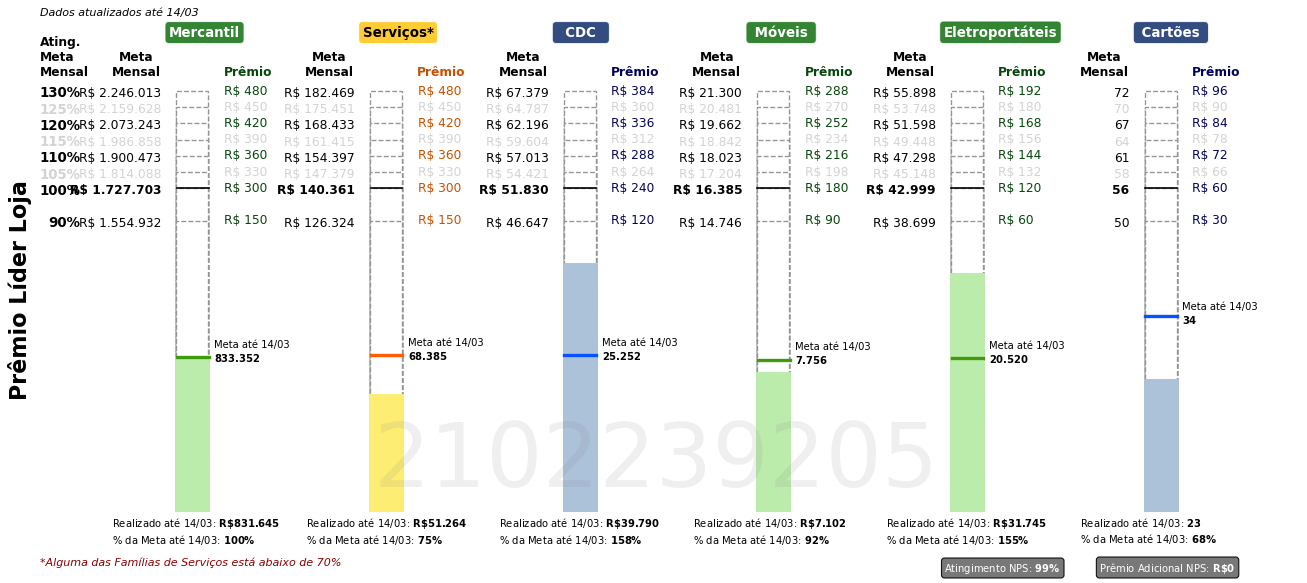 Dados atualizados até 14/03
Mercantil Serviços* CDC Móveis Eletroportáteis Cartões
Ating. Meta Mensal
Meta Mensal Prêmio Meta Mensal Prêmio Meta Mensal Prêmio Meta Mensal Prêmio Meta Mensal Prêmio Meta Mensal Prêmio
130% R$ 2.246.013 R$ 480 R$ 182.469 R$ 480 R$ 67.379 R$ 384 R$ 21.300 R$ 288 R$ 55.898 R$ 192 72 R$ 96
125% R$ 2.159.628 R$ 450 R$ 175.451 R$ 450 R$ 64.787 R$ 360 R$ 20.481 R$ 270 R$ 53.748 R$ 180 70 R$ 90
120% R$ 2.073.243 R$ 420 R$ 168.433 R$ 420 R$ 62.196 R$ 336 R$ 19.662 R$ 252 R$ 51.598 R$ 168 67 R$ 84
115% R$ 1.986.858 R$ 390 R$ 161.415 R$ 390 R$ 59.604 R$ 312 R$ 18.842 R$ 234 R$ 49.448 R$ 156 64 R$ 78
110% R$ 1.900.473 R$ 360 R$ 154.397 R$ 360 R$ 57.013 R$ 288 R$ 18.023 R$ 216 R$ 47.298 R$ 144 61 R$ 72
105% R$ 1.814.088 R$ 330 R$ 147.379 R$ 330 R$ 54.421 R$ 264 R$ 17.204 R$ 198 R$ 45.148 R$ 132 58 R$ 66
100% R$ 1.727.703 R$ 300 R$ 140.361 R$ 300 R$ 51.830 R$ 240 R$ 16.385 R$ 180 R$ 42.999 R$ 120 56 R$ 60
90% R$ 1.554.932 R$ 150 R$ 126.324 R$ 150 R$ 46.647 R$ 120 R$ 14.746 R$ 90 R$ 38.699 R$ 60 50 R$ 30
Prêmio Líder Loja
Meta até 14/03 Meta até 14/03 Meta até 14/03 Meta até 14/03 Meta até 14/03 Meta até 14/03
833.352 68.385 25.252 7.756 20.520 34
2102239205
Realizado até 14/03: R$831.645 Realizado até 14/03: R$51.264 Realizado até 14/03: R$39.790 Realizado até 14/03: R$7.102 Realizado até 14/03: R$31.745 Realizado até 14/03: 23
% da Meta até 14/03: 100% % da Meta até 14/03: 75% % da Meta até 14/03: 158% % da Meta até 14/03: 92% % da Meta até 14/03: 155% % da Meta até 14/03: 68%
*Alguma das Famílias de Serviços está abaixo de 70%
Atingimento NPS: 99% Prêmio Adicional NPS: R$0